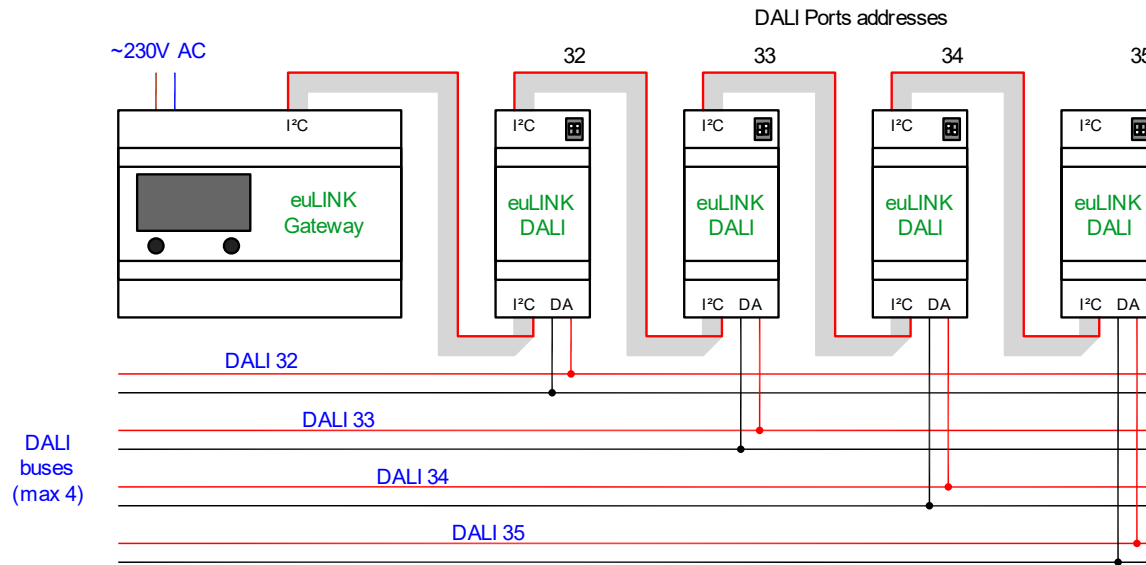 DALI Ports addresses
~230V AC
32
33
34
35
I²C
I²C
I²C
I²C
I²C
euLINK
Gateway
euLINK
DALI
euLINK
DALI
euLINK
DALI
euLINK
DALI
I²C DA
I²C DA
I²C DA
I²C DA
DALI 32
DALI 33
DALI
buses
(max 4)
DALI 34
DALI 35